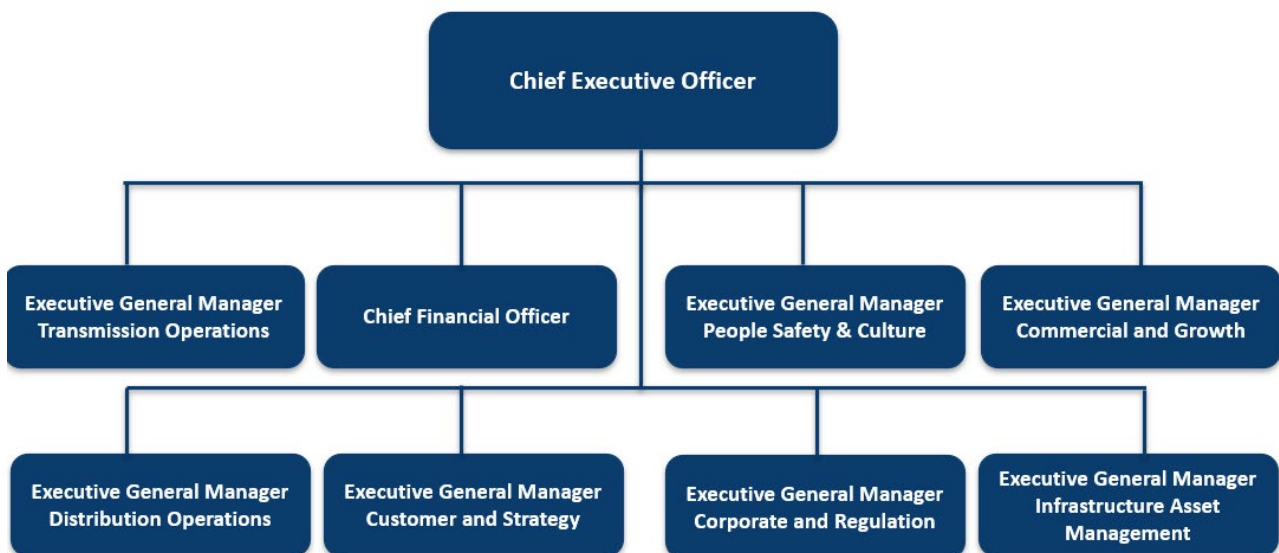 Chief Executive Officer
Executive General Manager
Transmission Operations
Chief Financial Officer
Executive General Manager
People Safety & Culture
Executive General Manager
Commercial and Growth
Executive General Manager
Distribution Operations
Executive General Manager
Customer and Strategy
Executive General Manager
Corporate and Regulation
Executive General Manager
Infrastructure Asset
Management